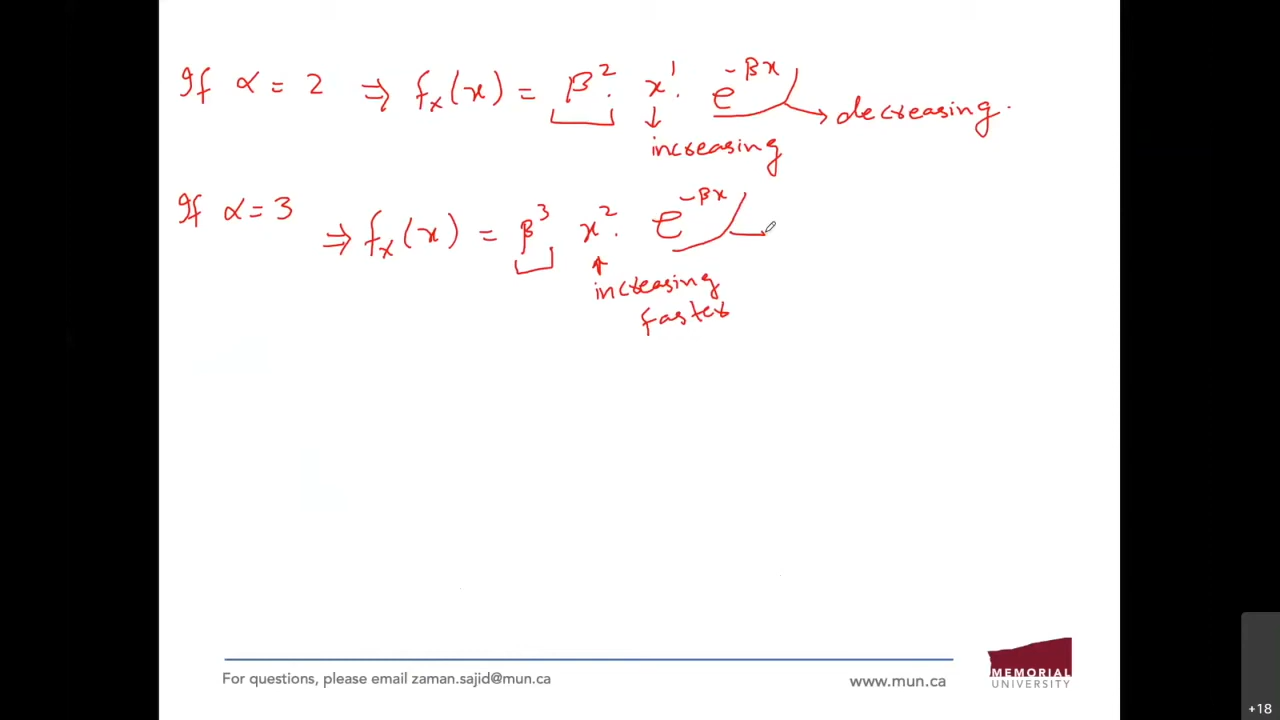 If α = 2 ⇒ fₓ(x) = β². x¹. e^{-βx} → decreasing.
↓
increasing
If α = 3 ⇒ fₓ(x) = β³ x². e^{-βx}
↑
increasing
faster
For questions, please email zaman.sajid@mun.ca
www.mun.ca
MEMORIAL
UNIVERSITY
+18